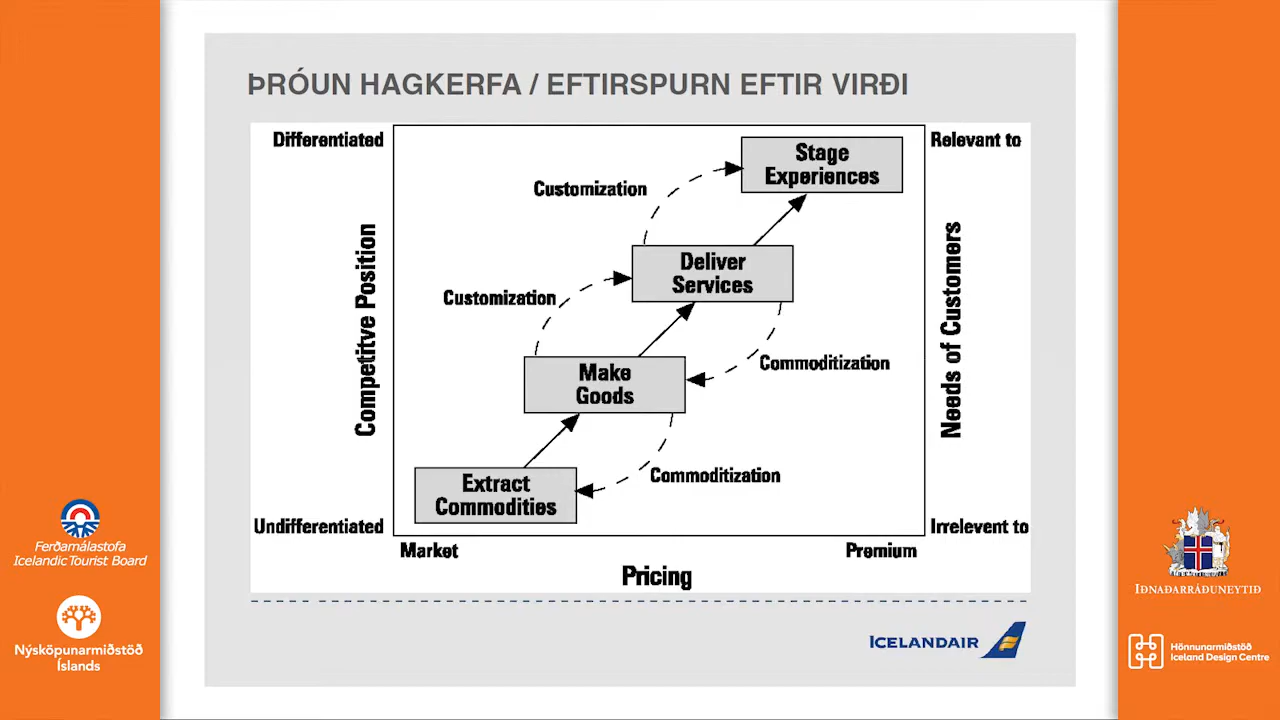 ÞRÓUN HAGKERFA / EFTIRSPURN EFTIR VIRÐI
Differentiated
Stage
Experiences
Relevant to
Customization
Deliver
Services
Competitve Position
Needs of Customers
Customization
Commoditization
Make
Goods
Commoditization
Extract
Commodities
Undifferentiated
Irrelevent to
Market
Premium
Pricing
ICELANDAIR
Ferðamálastofa
Icelandic Tourist Board
Nýsköpunarmiðstöð
Íslands
IÐNAÐARRÁÐUNEYTIÐ
Hönnunarmiðstöð
Iceland Design Centre